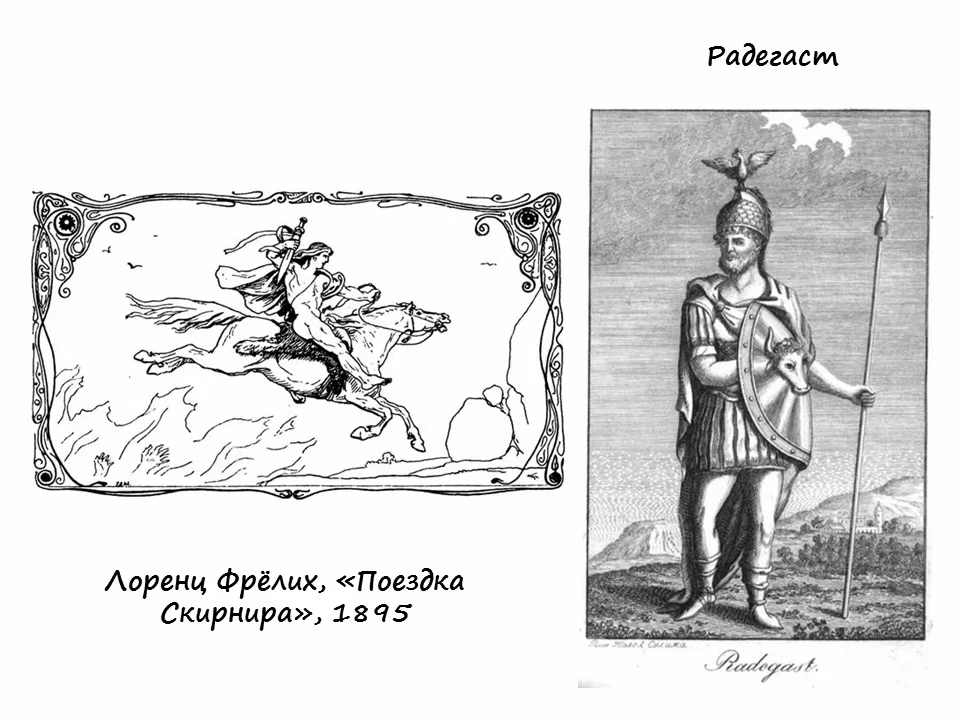 Радегаст
Лоренц Фрёлих, «Поездка
Скирнира», 1895
Radegast.